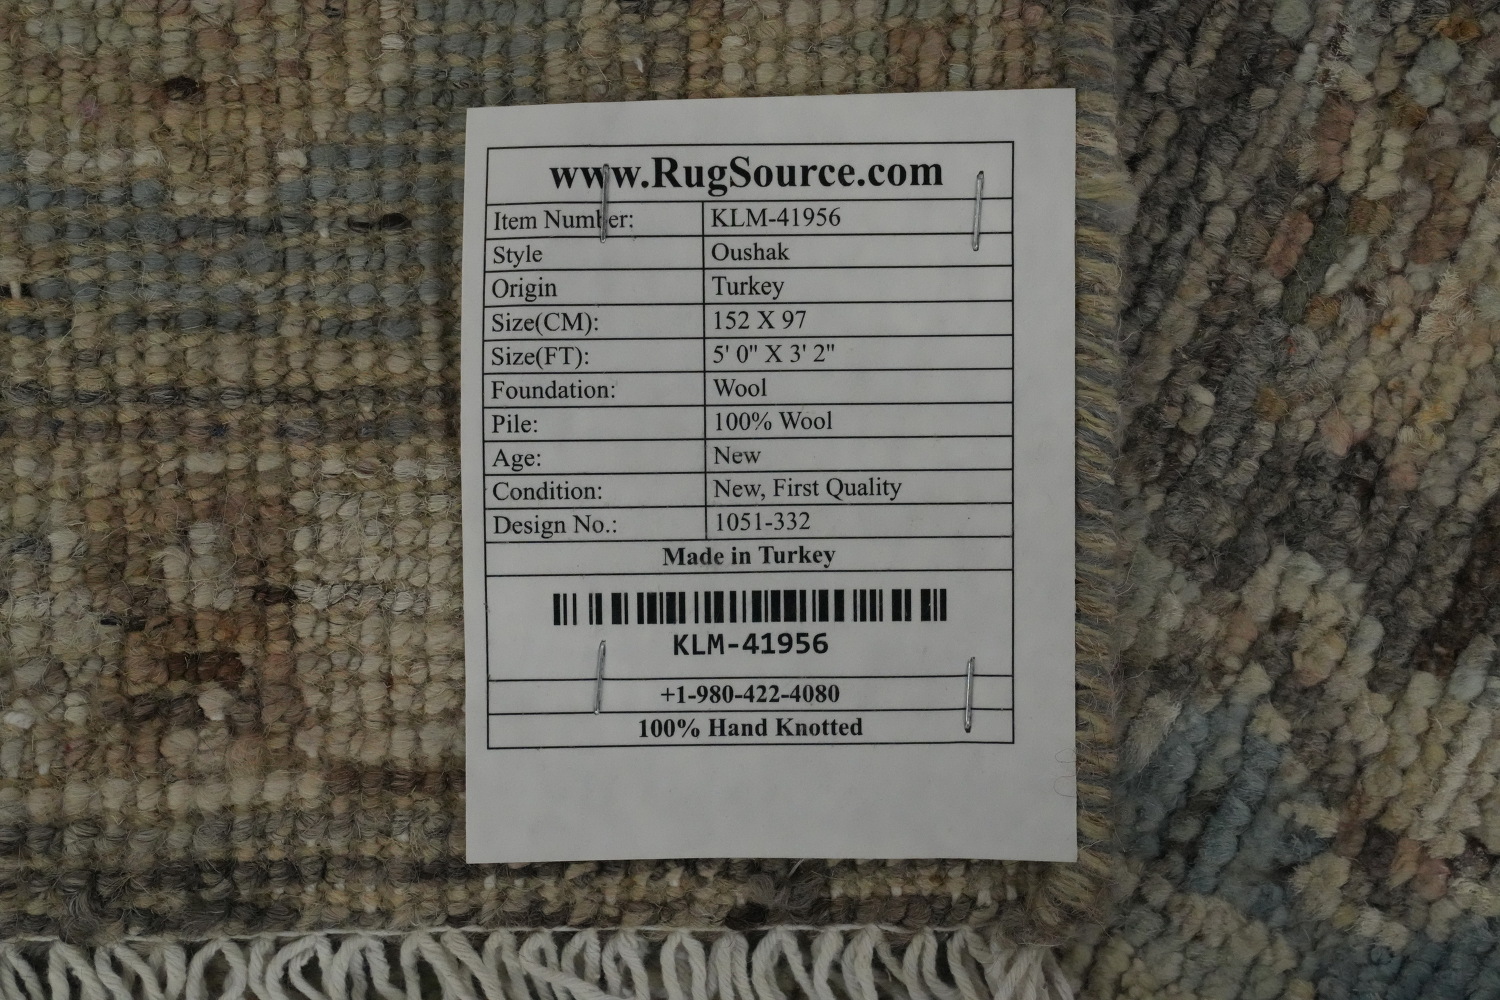 www.RugSource.com
Item Number: KLM-41956
Style Oushak
Origin Turkey
Size(CM): 152 X 97
Size(FT): 5' 0" X 3' 2"
Foundation: Wool
Pile: 100% Wool
Age: New
Condition: New, First Quality
Design No.: 1051-332
Made in Turkey
KLM-41956
+1-980-422-4080
100% Hand Knotted